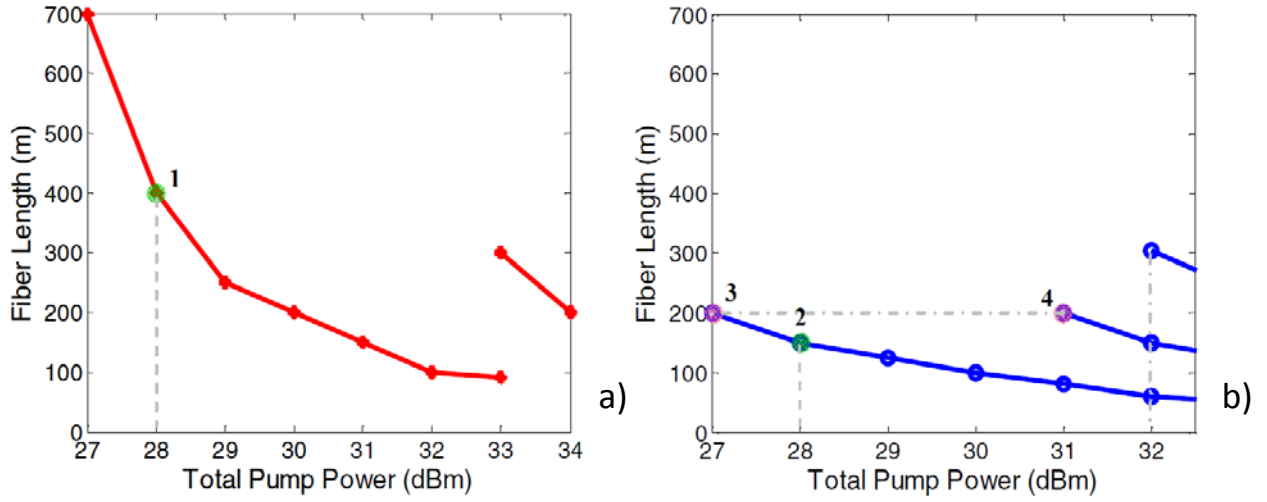 700
600
500
400
300
200
100
0
Fiber Length (m)
1
27 28 29 30 31 32 33 34
Total Pump Power (dBm)
a)
700
600
500
400
300
200
100
0
Fiber Length (m)
3
2
4
27 28 29 30 31 32
Total Pump Power (dBm)
b)